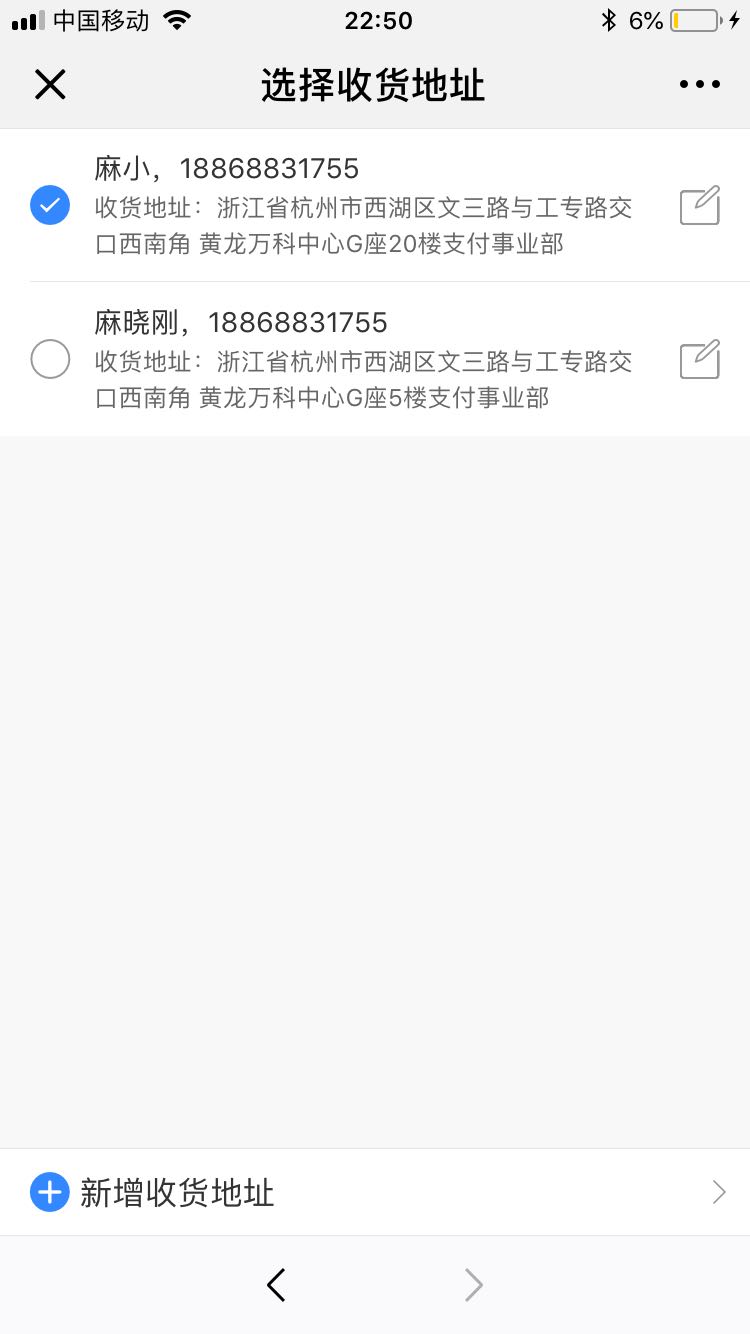 中国移动 22:50 6%
选择收货地址
麻小，18868831755
收货地址：浙江省杭州市西湖区文三路与工专路交
口西南角 黄龙万科中心G座20楼支付事业部
麻晓刚，18868831755
收货地址：浙江省杭州市西湖区文三路与工专路交
口西南角 黄龙万科中心G座5楼支付事业部
新增收货地址